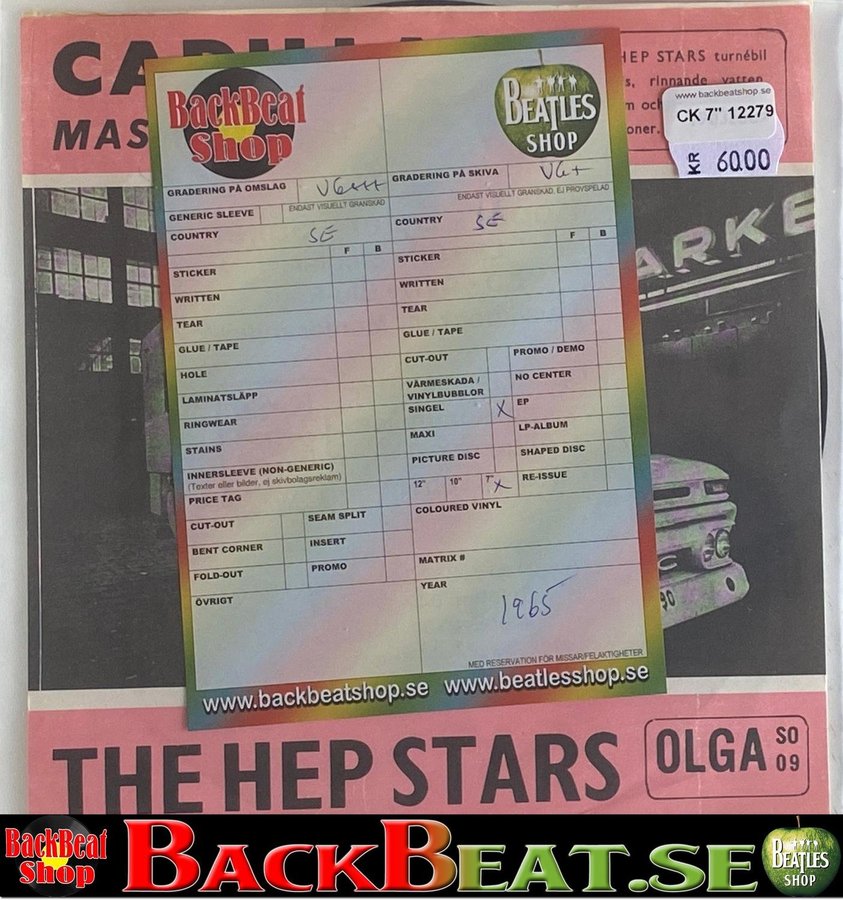 HEP STARS turnébil
rinnande vatten
MAS
www.backbeatshop.se
CK 7" 12279
KR 60.00
BackBeat
Shop
BEATLES
SHOP
GRADERING PÅ OMSLAG VG+++
GENERIC SLEEVE
ENDAST VISUELLT GRANSKAD
COUNTRY SE
F B
STICKER
WRITTEN
TEAR
GLUE / TAPE
HOLE
LAMINATSLÄPP
RINGWEAR
STAINS
INNERSLEEVE (NON-GENERIC)
(Texter eller bilder, ej skivbolagsreklam)
PRICE TAG
CUT-OUT SEAM SPLIT
BENT CORNER INSERT
FOLD-OUT PROMO
ÖVRIGT
GRADERING PÅ SKIVA VG+
ENDAST VISUELLT GRANSKAD, EJ PROVSPELAD
COUNTRY SE
F B
STICKER
WRITTEN
TEAR
GLUE / TAPE
CUT-OUT PROMO / DEMO
VÄRMESKADA /
VINYLBUBBLOR NO CENTER
SINGEL X EP
MAXI LP-ALBUM
PICTURE DISC SHAPED DISC
12" 10" 7" X RE-ISSUE
COLOURED VINYL
MATRIX #
YEAR
1965
MED RESERVATION FÖR MISSAR/FELAKTIGHETER
www.backbeatshop.se www.beatlesshop.se
ARKE
90
THE HEP STARS
OLGA SO
09
BackBeat
Shop
BACKBEAT.SE
BEATLES
SHOP